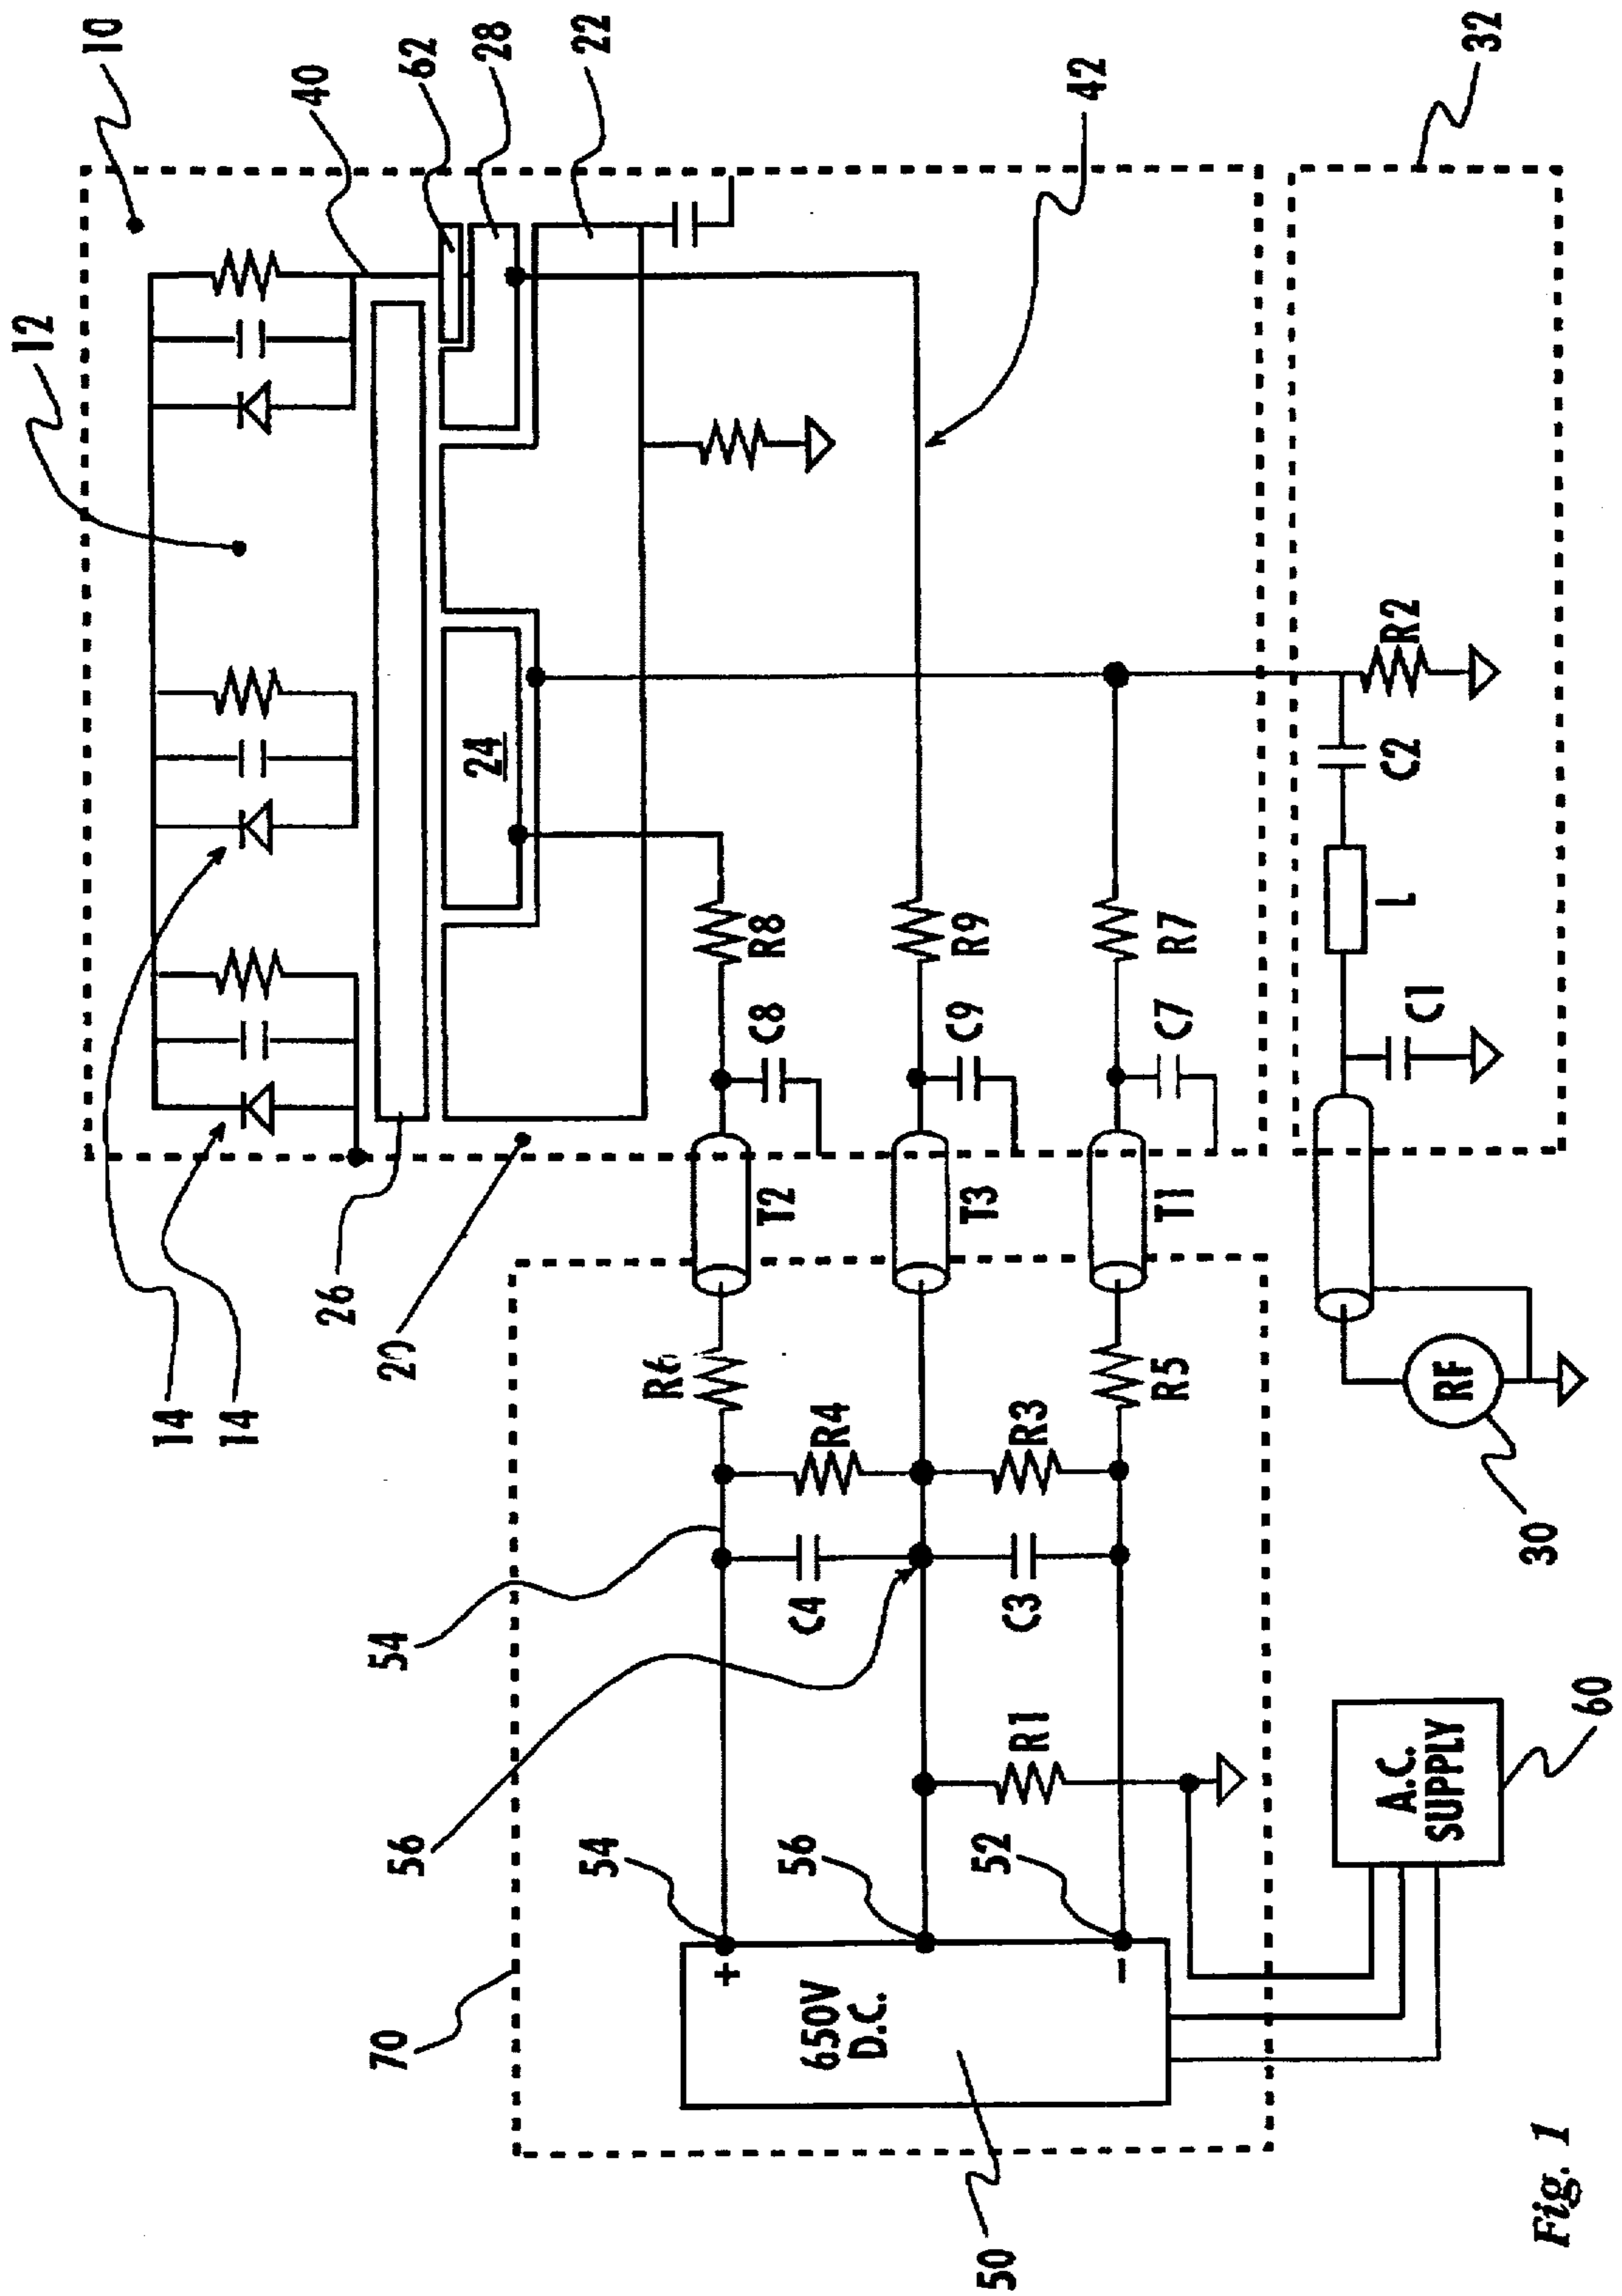 12
10
14
14
40
26
70
54
20
56
62
28
24
22
54
R6
T2
C8
R8
56
C4
R4
650V
D.C.
+
-
T3
C9
R9
50
52
R1
C3
R3
42
R5
T1
C7
R7
A.C.
SUPPLY
C1
L
C2
R2
RF
32
30
60
Fig. 1